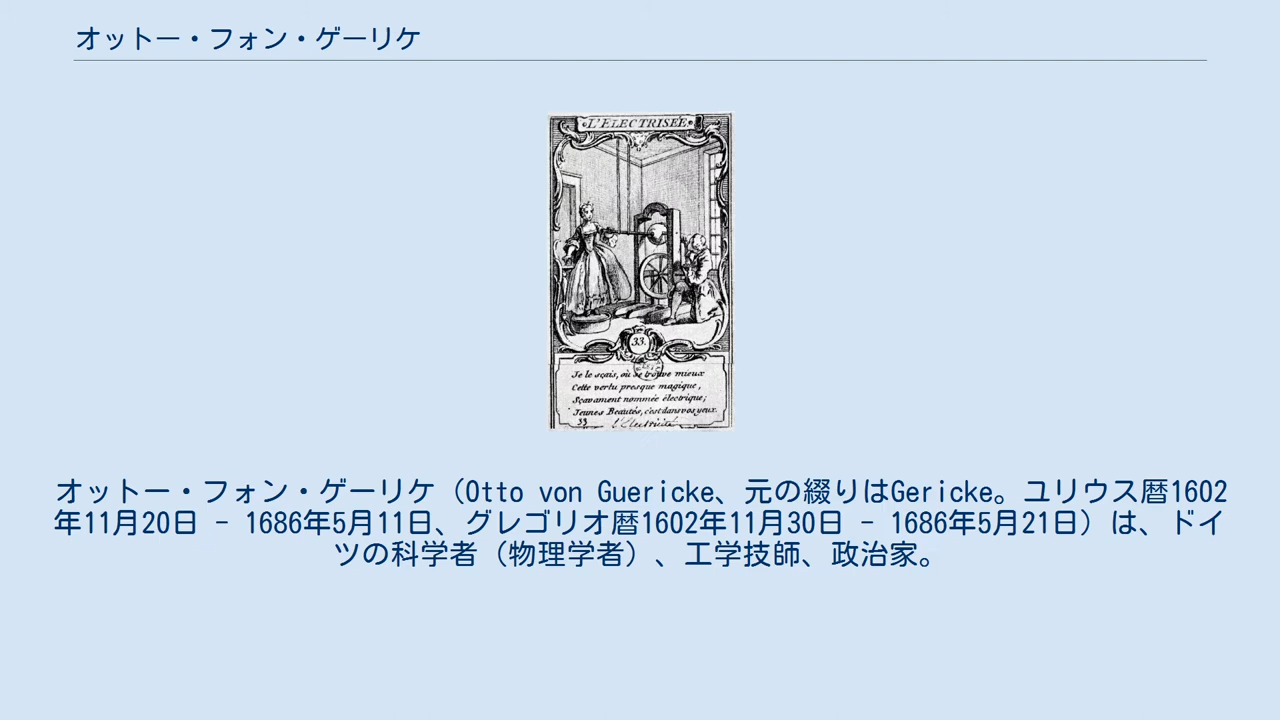 オットー・フォン・ゲーリケ
L'ÉLECTRISÉE
33.
Je le sçais, où se trouve mieux
Cette vertu presque magique,
Sçavament nommée électrique;
Jeunes Beautés, c'est dans vos yeux.
33
l'Electricité
オットー・フォン・ゲーリケ（Otto von Guericke、元の綴りはGericke。ユリウス暦1602
年11月20日 – 1686年5月11日、グレゴリオ暦1602年11月30日 – 1686年5月21日）は、ドイ
ツの科学者（物理学者）、工学技師、政治家。